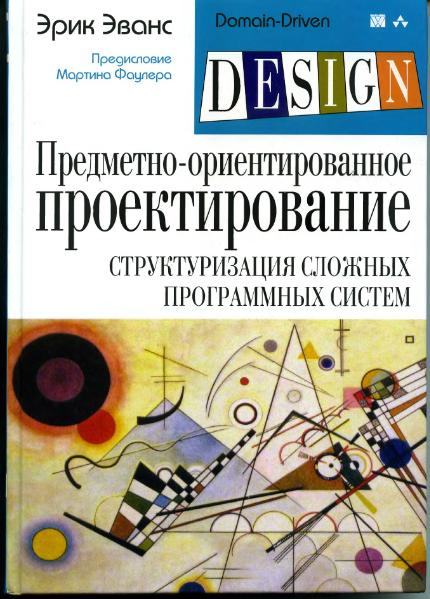 Эрик Эванс
Предисловие
Мартина Фаулера
Domain-Driven
DESIGN
Предметно-ориентированное
проектирование
СТРУКТУРИЗАЦИЯ СЛОЖНЫХ
ПРОГРАММНЫХ СИСТЕМ